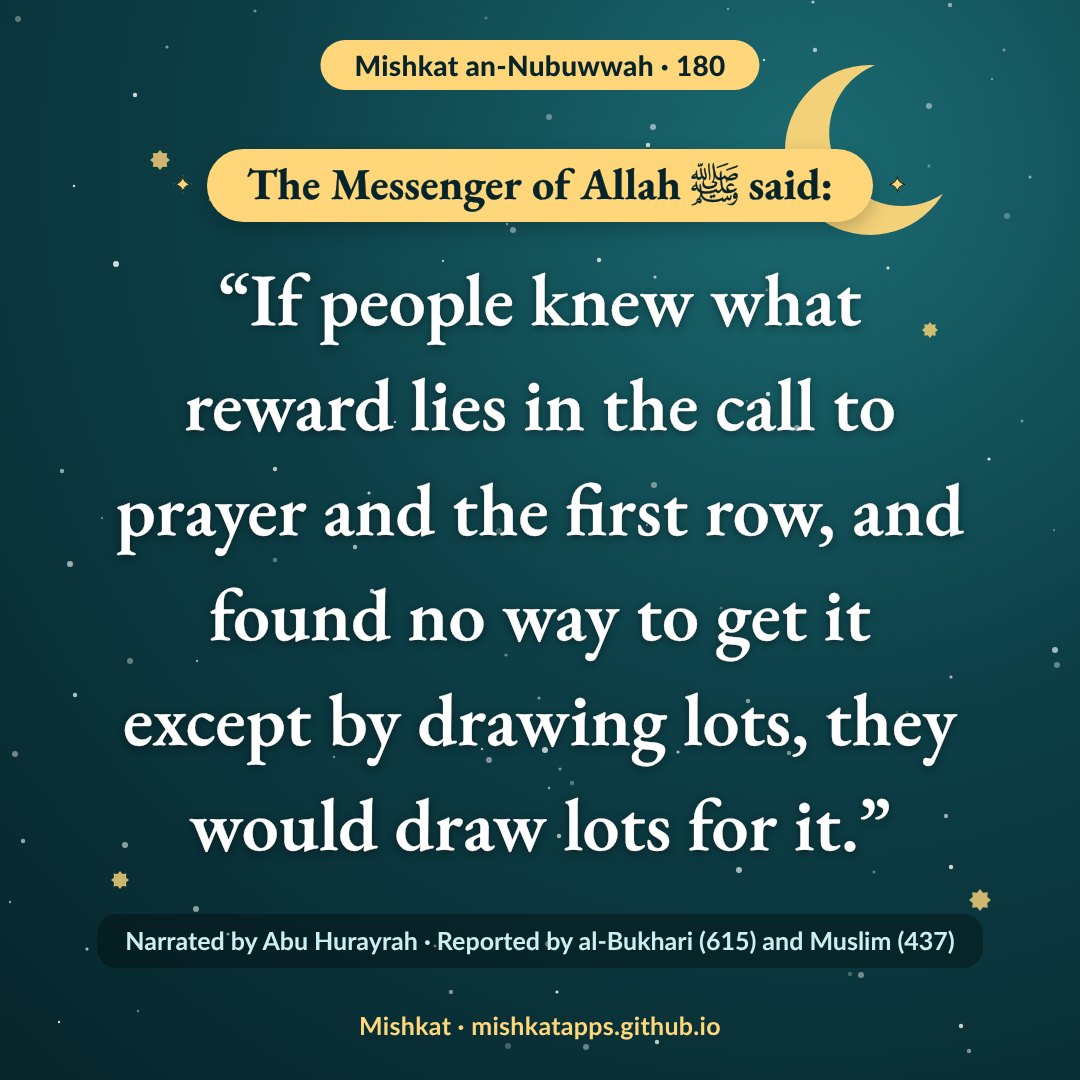 Mishkat an-Nubuwwah · 180
The Messenger of Allah ﷺ said:
“If people knew what
reward lies in the call to
prayer and the first row, and
found no way to get it
except by drawing lots, they
would draw lots for it.”
Narrated by Abu Hurayrah · Reported by al-Bukhari (615) and Muslim (437)
Mishkat · mishkatapps.github.io